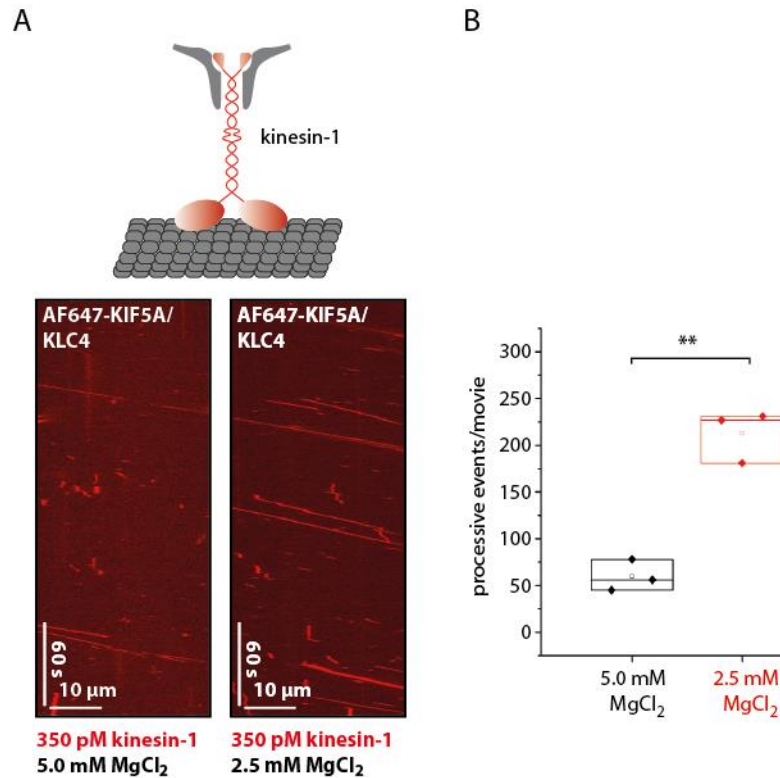 A
kinesin-1
AF647-KIF5A/
KLC4
60 s
10 µm
350 pM kinesin-1
5.0 mM MgCl₂
AF647-KIF5A/
KLC4
60 s
10 µm
350 pM kinesin-1
2.5 mM MgCl₂
B
processive events/movie
300
250
200
150
100
50
0
**
5.0 mM
MgCl₂
2.5 mM
MgCl₂